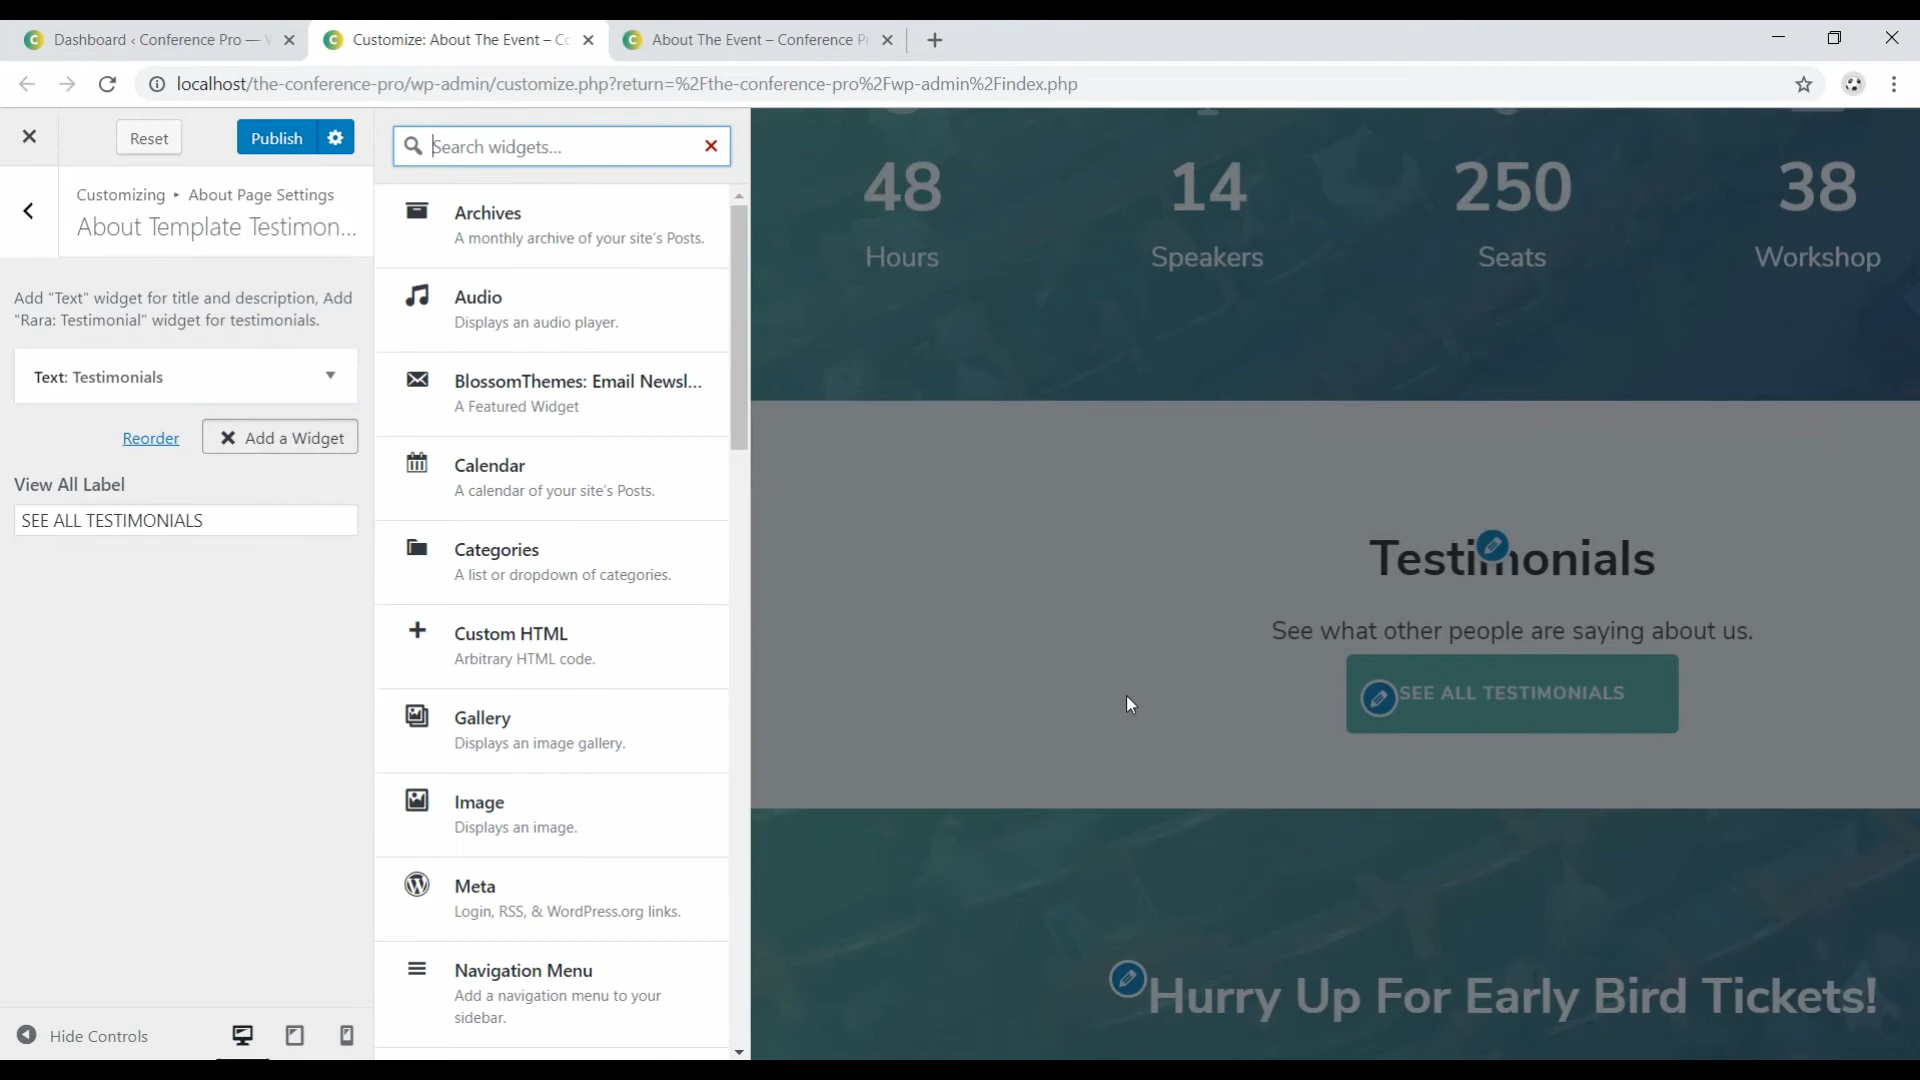 Dashboard ‹ Conference Pro —
Customize: About The Event –
About The Event – Conference
localhost/the-conference-pro/wp-admin/customize.php?return=%2Fthe-conference-pro%2Fwp-admin%2Findex.php
Reset
Publish
Customizing ▸ About Page Settings
About Template Testimon...
Add "Text" widget for title and description, Add
"Rara: Testimonial" widget for testimonials.
Text: Testimonials
Reorder
Add a Widget
View All Label
SEE ALL TESTIMONIALS
Hide Controls
Search widgets...
Archives
A monthly archive of your site's Posts.
Audio
Displays an audio player.
BlossomThemes: Email Newsl...
A Featured Widget
Calendar
A calendar of your site's Posts.
Categories
A list or dropdown of categories.
Custom HTML
Arbitrary HTML code.
Gallery
Displays an image gallery.
Image
Displays an image.
Meta
Login, RSS, & WordPress.org links.
Navigation Menu
Add a navigation menu to your
sidebar.
48 14 250 38
Hours Speakers Seats Workshop
Testimonials
See what other people are saying about us.
SEE ALL TESTIMONIALS
Hurry Up For Early Bird Tickets!